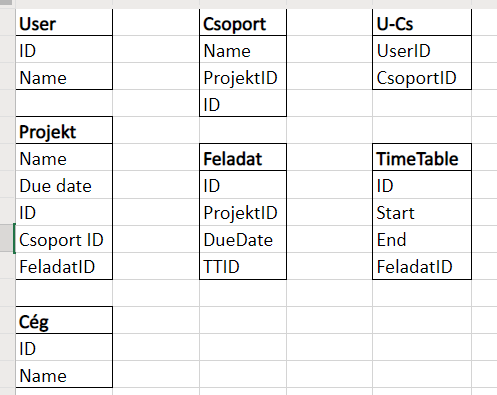 User
ID
Name
Csoport
Name
ProjektID
ID
U-Cs
UserID
CsoportID
Projekt
Name
Due date
ID
Csoport ID
FeladatID
Feladat
ID
ProjektID
DueDate
TTID
TimeTable
ID
Start
End
FeladatID
Cég
ID
Name